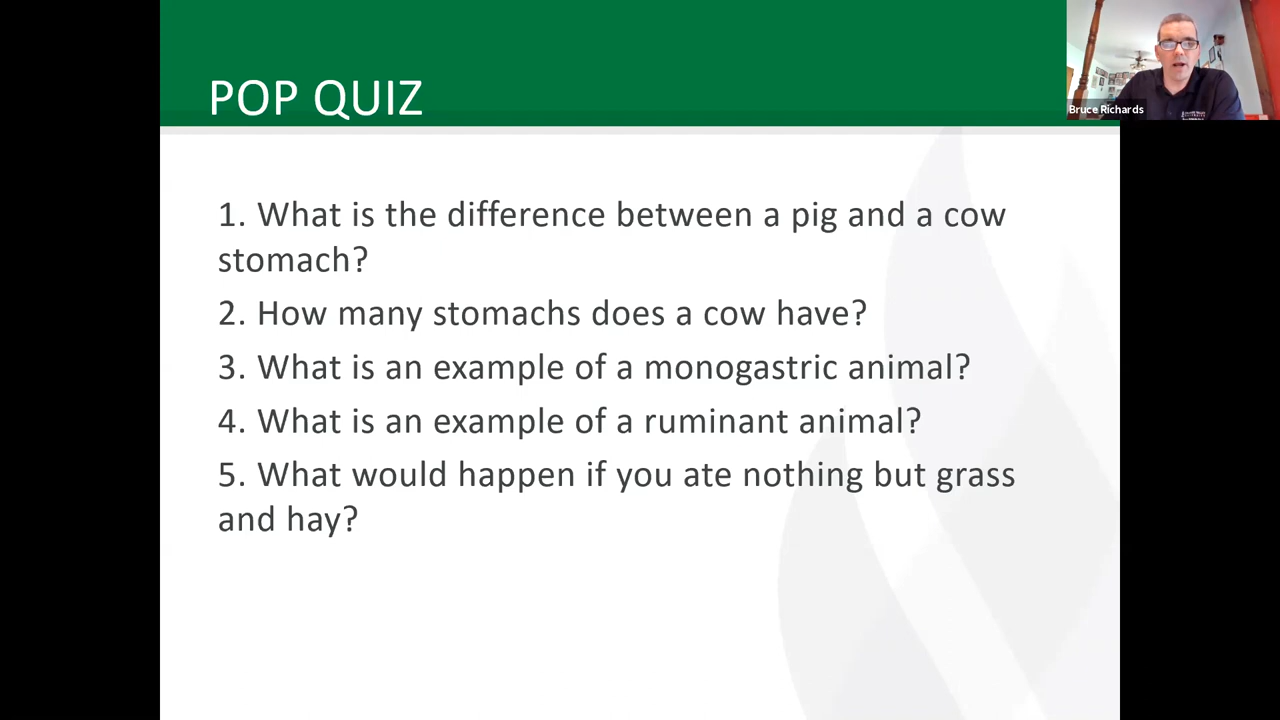 POP QUIZ
Bruce Richards
1. What is the difference between a pig and a cow
stomach?
2. How many stomachs does a cow have?
3. What is an example of a monogastric animal?
4. What is an example of a ruminant animal?
5. What would happen if you ate nothing but grass
and hay?